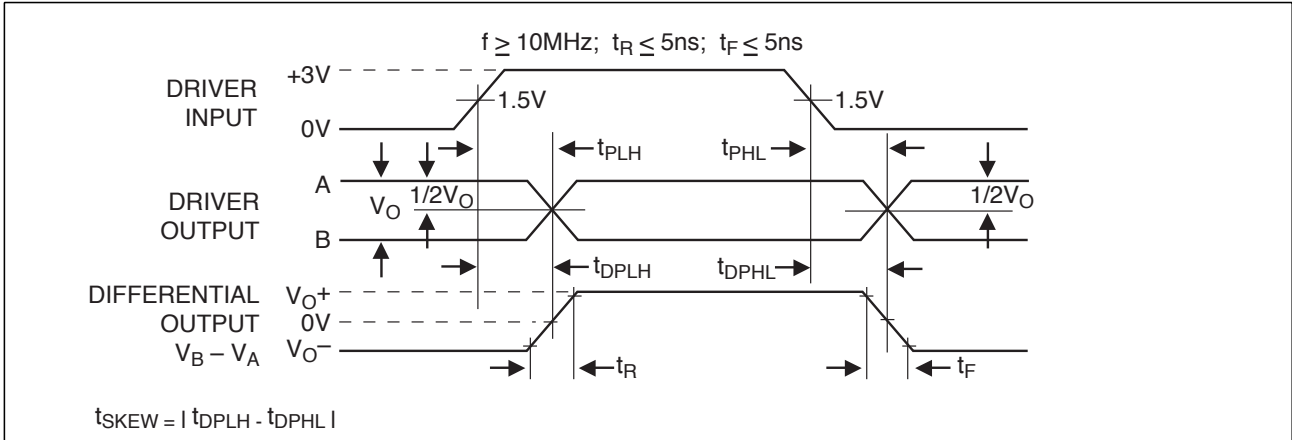 f ≥ 10MHz; tR ≤ 5ns; tF ≤ 5ns
DRIVER
INPUT
+3V
0V
1.5V
1.5V
tPLH
tPHL
DRIVER
OUTPUT
A
B
VO
1/2VO
1/2VO
tDPLH
tDPHL
DIFFERENTIAL
OUTPUT
VB – VA
VO+
0V
VO–
tR
tF
tSKEW = | tDPLH - tDPHL |